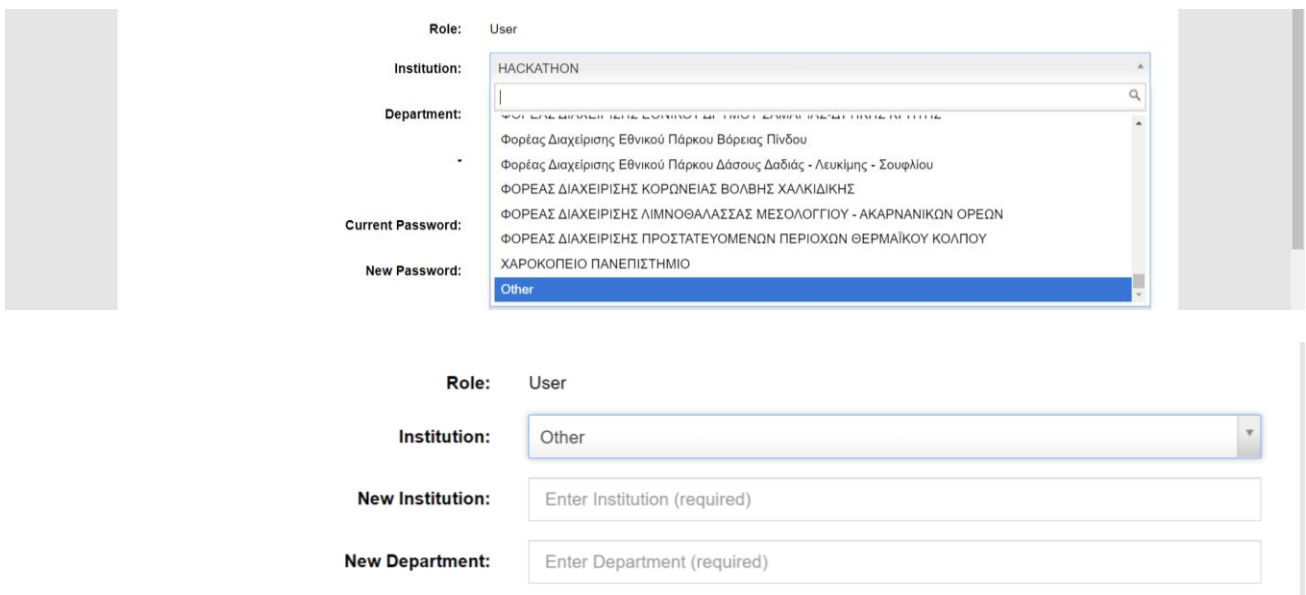 Role: User
Institution: HACKATHON
Department:
Φορέας Διαχείρισης Εθνικού Πάρκου Βόρειας Πίνδου
-
Φορέας Διαχείρισης Εθνικού Πάρκου Δάσους Δαδιάς - Λευκίμης - Σουφλίου
ΦΟΡΕΑΣ ΔΙΑΧΕΙΡΙΣΗΣ ΚΟΡΩΝΕΙΑΣ ΒΟΛΒΗΣ ΧΑΛΚΙΔΙΚΗΣ
ΦΟΡΕΑΣ ΔΙΑΧΕΙΡΙΣΗΣ ΛΙΜΝΟΘΑΛΑΣΣΑΣ ΜΕΣΟΛΟΓΓΙΟΥ - ΑΚΑΡΝΑΝΙΚΩΝ ΟΡΕΩΝ
Current Password:
ΦΟΡΕΑΣ ΔΙΑΧΕΙΡΙΣΗΣ ΠΡΟΣΤΑΤΕΥΟΜΕΝΩΝ ΠΕΡΙΟΧΩΝ ΘΕΡΜΑΪΚΟΥ ΚΟΛΠΟΥ
ΧΑΡΟΚΟΠΕΙΟ ΠΑΝΕΠΙΣΤΗΜΙΟ
New Password:
Other
Role: User
Institution: Other
New Institution: Enter Institution (required)
New Department: Enter Department (required)